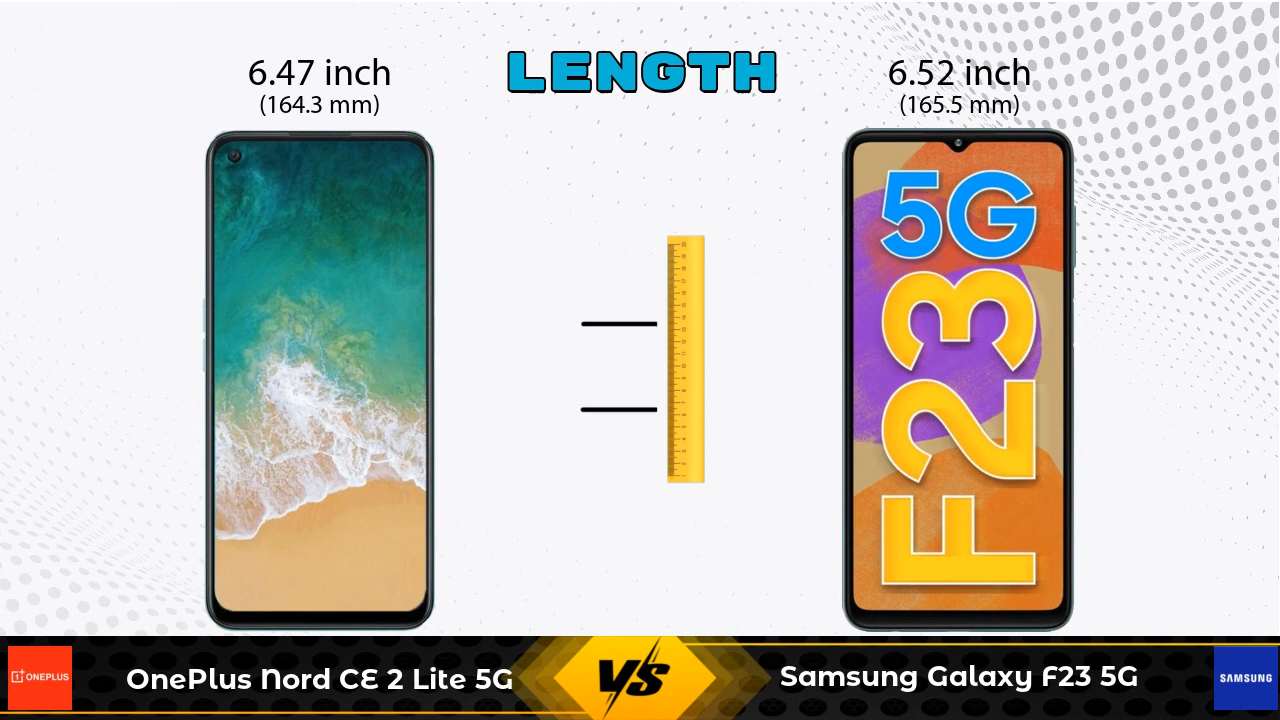 LENGTH
6.47 inch
(164.3 mm)
6.52 inch
(165.5 mm)
5G
F23
OnePlus Nord CE 2 Lite 5G
VS
Samsung Galaxy F23 5G
1+ ONEPLUS
SAMSUNG